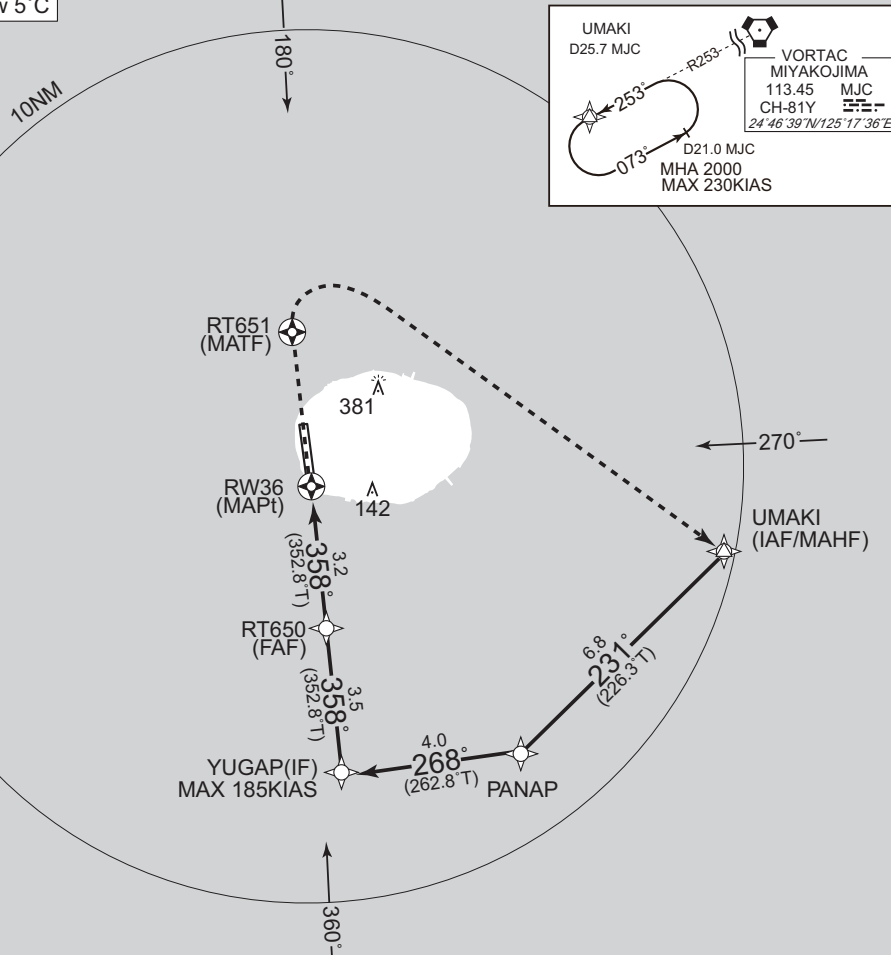 w 5°C
180°
10NM
UMAKI
D25.7 MJC
R253
VORTAC
MIYAKOJIMA
113.45 MJC
CH-81Y
24°46′39″N/125°17′36″E
253°
073°
D21.0 MJC
MHA 2000
MAX 230KIAS
RT651
(MATF)
381
270°
RW36
(MAPt)
142
UMAKI
(IAF/MAHF)
3.2
358°
(352.8°T)
RT650
(FAF)
6.8
231°
(226.3°T)
3.5
358°
(352.8°T)
4.0
268°
(262.8°T)
YUGAP(IF)
MAX 185KIAS
PANAP
360°